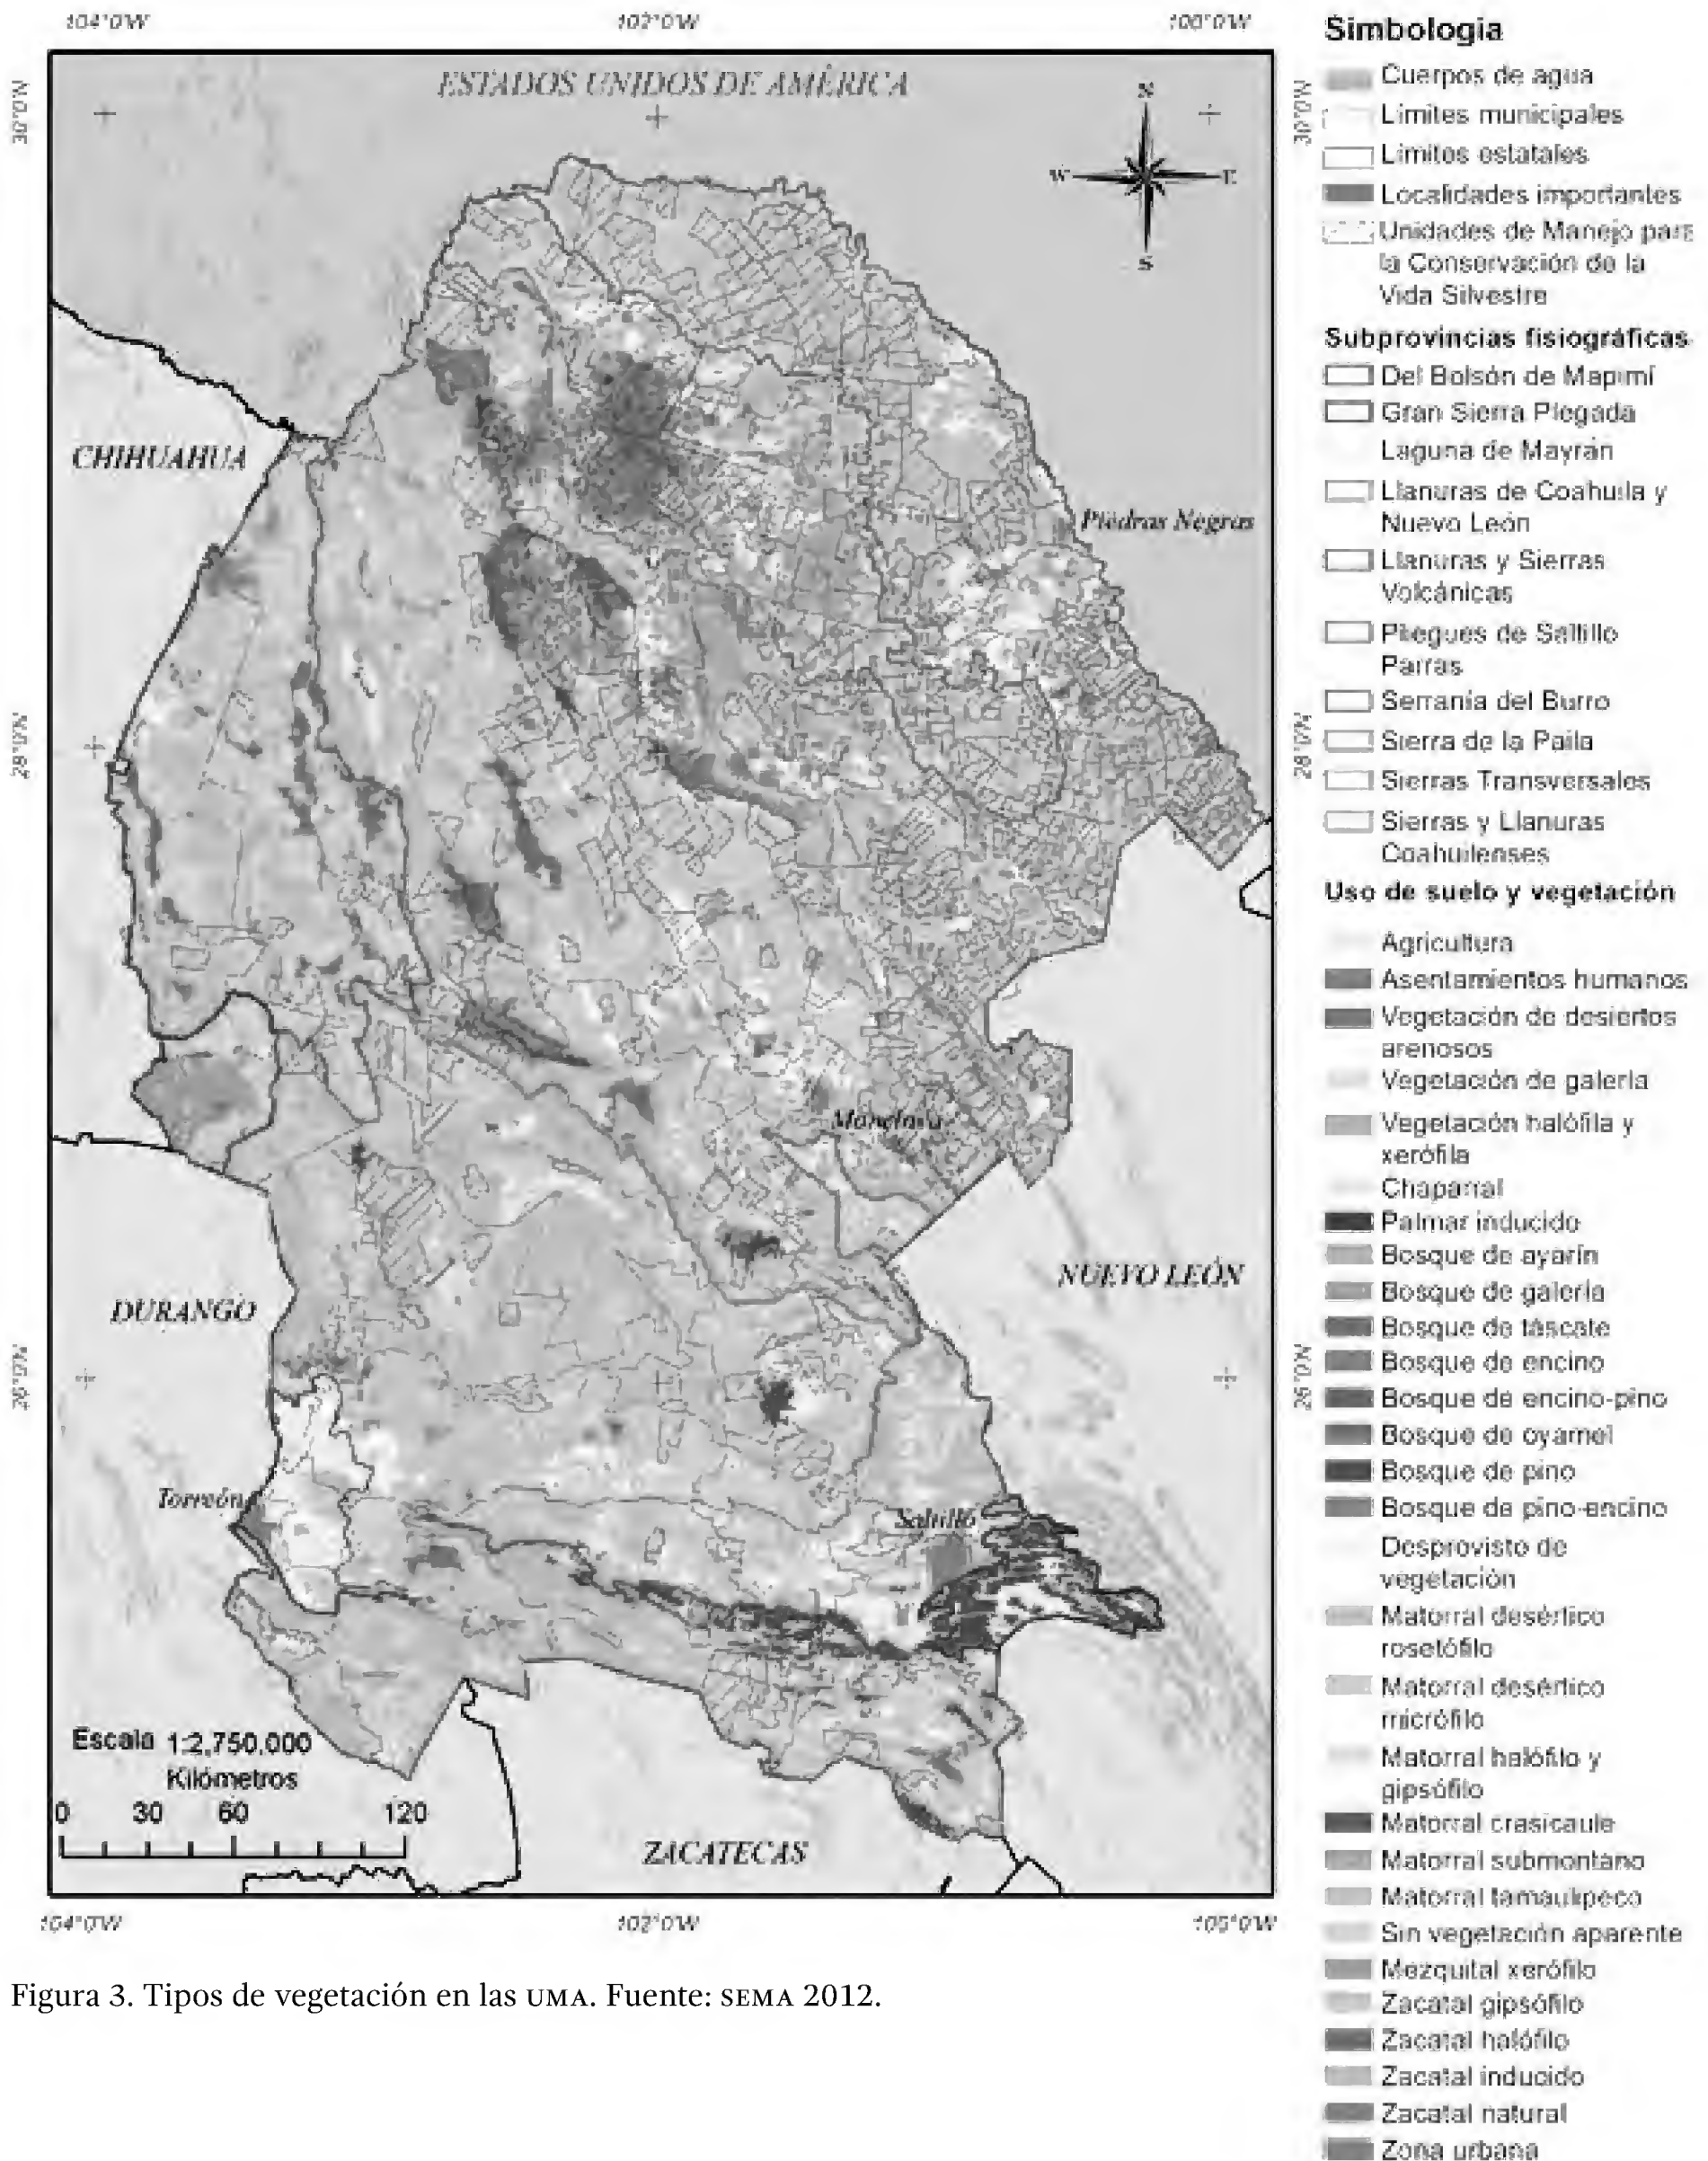 104°0'W 102°0'W 100°0'W
30°0'N
30°0'N
ESTADOS UNIDOS DE AMÉRICA
N
W E
S
CHIHUAHUA
Piedras Negras
28°0'N
28°0'N
Monclova
NUEVO LEÓN
DURANGO
26°0'N
26°0'N
Torreón
Saltillo
Escala 1:2,750,000
Kilómetros
0 30 60 120
ZACATECAS
104°0'W 102°0'W 100°0'W
Simbología
Cuerpos de agua
Límites municipales
Límites estatales
Localidades importantes
Unidades de Manejo para
la Conservación de la
Vida Silvestre
Subprovincias fisiográficas
Del Bolsón de Mapimí
Gran Sierra Plegada
Laguna de Mayrán
Llanuras de Coahuila y
Nuevo León
Llanuras y Sierras
Volcánicas
Pliegues de Saltillo
Parras
Serranía del Burro
Sierra de la Paila
Sierras Transversales
Sierras y Llanuras
Coahuilenses
Uso de suelo y vegetación
Agricultura
Asentamientos humanos
Vegetación de desiertos
arenosos
Vegetación de galería
Vegetación halófila y
xerófila
Chaparral
Palmar inducido
Bosque de ayarín
Bosque de galería
Bosque de táscate
Bosque de encino
Bosque de encino-pino
Bosque de oyamel
Bosque de pino
Bosque de pino-encino
Desprovisto de
vegetación
Matorral desértico
rosetófilo
Matorral desértico
micrófilo
Matorral halófilo y
gipsófilo
Matorral crasicaule
Matorral submontano
Matorral tamaulipeco
Sin vegetación aparente
Mezquital xerófilo
Zacatal gipsófilo
Zacatal halófilo
Zacatal inducido
Zacatal natural
Zona urbana
Figura 3. Tipos de vegetación en las UMA. Fuente: SEMA 2012.